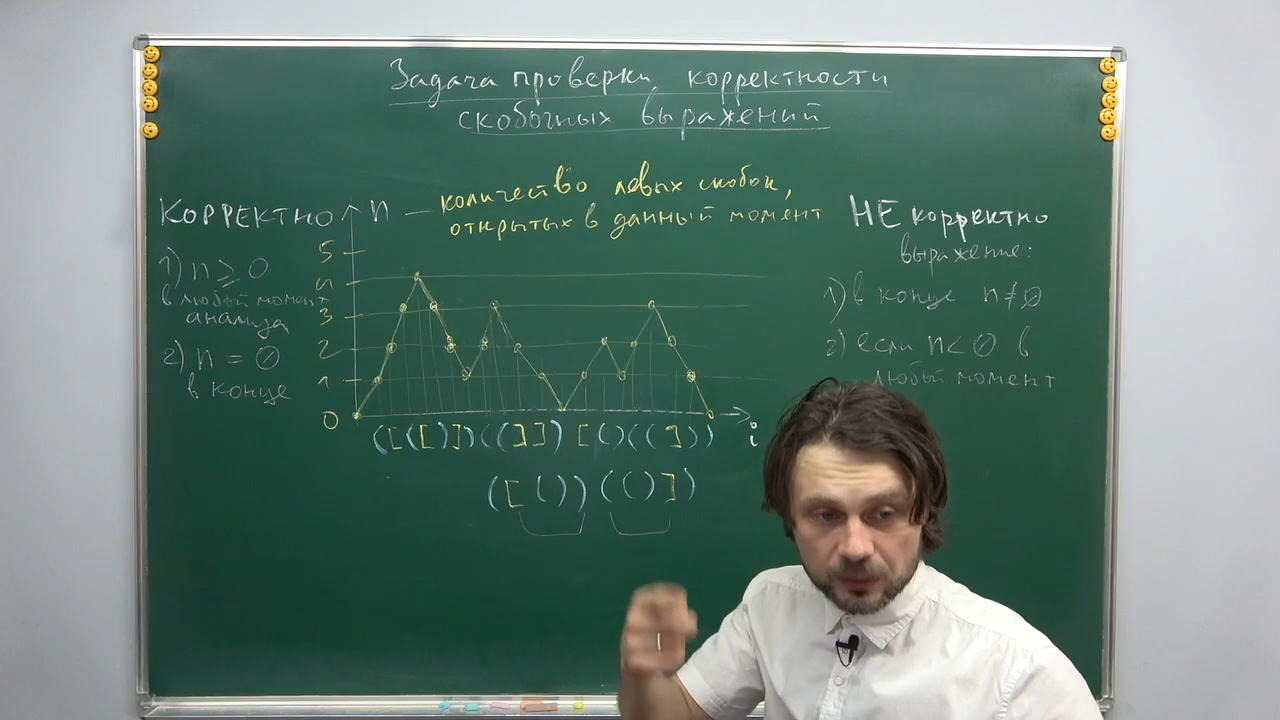 Задача проверки корректности
скобочных выражений
n — количество левых скобок,
открытых в данный момент
КОРРЕКТНО
1) n ≥ 0
в любой момент
анализа
2) n = 0
в конце
5
4
3
2
1
0
i
([([)])((]]) [()((]))
([())(()])
НЕ корректно
выражение:
1) в конце n≠0
2) если n<0 в
любой момент